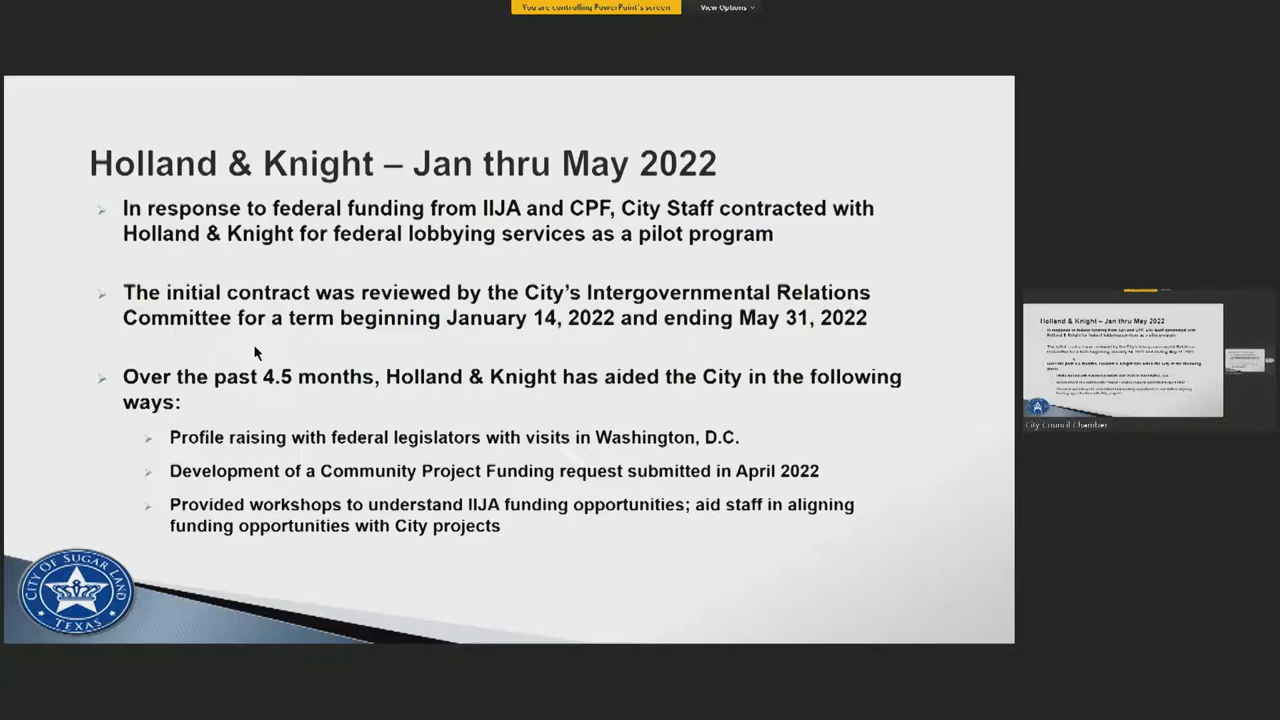 You are controlling PowerPoint's screen
View Options
Holland & Knight – Jan thru May 2022
In response to federal funding from IIJA and CPF, City Staff contracted with
Holland & Knight for federal lobbying services as a pilot program
The initial contract was reviewed by the City's Intergovernmental Relations
Committee for a term beginning January 14, 2022 and ending May 31, 2022
Over the past 4.5 months, Holland & Knight has aided the City in the following
ways:
Profile raising with federal legislators with visits in Washington, D.C.
Development of a Community Project Funding request submitted in April 2022
Provided workshops to understand IIJA funding opportunities; aid staff in aligning
funding opportunities with City projects
CITY OF SUGAR LAND
TEXAS
Holland & Knight – Jan thru May 2022
City Council Chamber